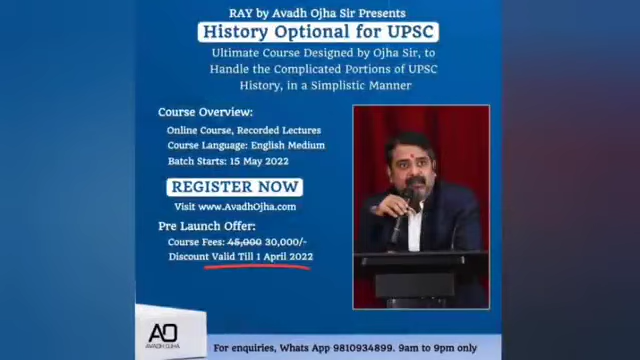 RAY by Avadh Ojha Sir Presents
History Optional for UPSC
Ultimate Course Designed by Ojha Sir, to
Handle the Complicated Portions of UPSC
History, in a Simplistic Manner
Course Overview:
Online Course, Recorded Lectures
Course Language: English Medium
Batch Starts: 15 May 2022
REGISTER NOW
Visit www.AvadhOjha.com
Pre Launch Offer:
Course Fees: 45,000 30,000/-
Discount Valid Till 1 April 2022
AO
AVADH OJHA
For enquiries, Whats App 9810934899. 9am to 9pm only